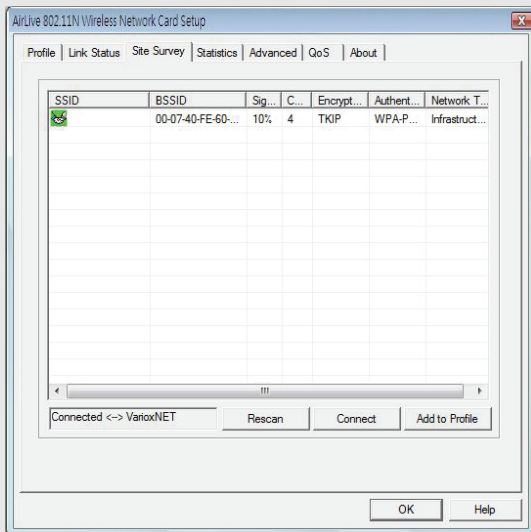 AirLive 802.11N Wireless Network Card Setup
Profile Link Status Site Survey Statistics Advanced QoS About
SSID BSSID Sig... C... Encrypt... Authent... Network T...
00-07-40-FE-60-... 10% 4 TKIP WPA-P... Infrastruct...
Connected <--> VarioxNET Rescan Connect Add to Profile
OK Help